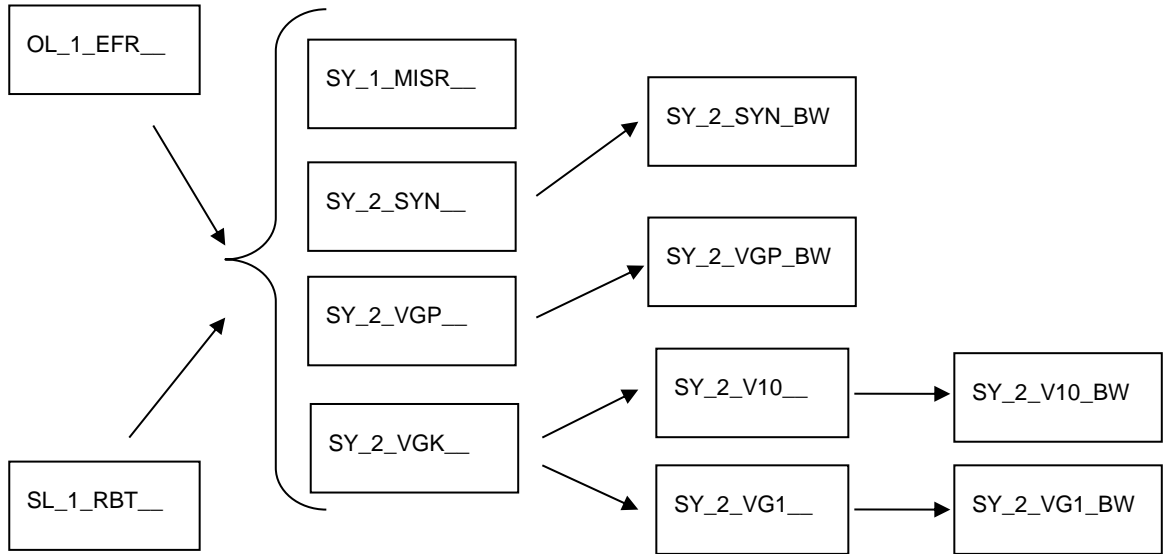 OL_1_EFR__
SY_1_MISR__
SY_2_SYN__
SY_2_SYN_BW
SY_2_VGP__
SY_2_VGP_BW
SY_2_VGK__
SY_2_V10__
SY_2_V10_BW
SL_1_RBT__
SY_2_VG1__
SY_2_VG1_BW